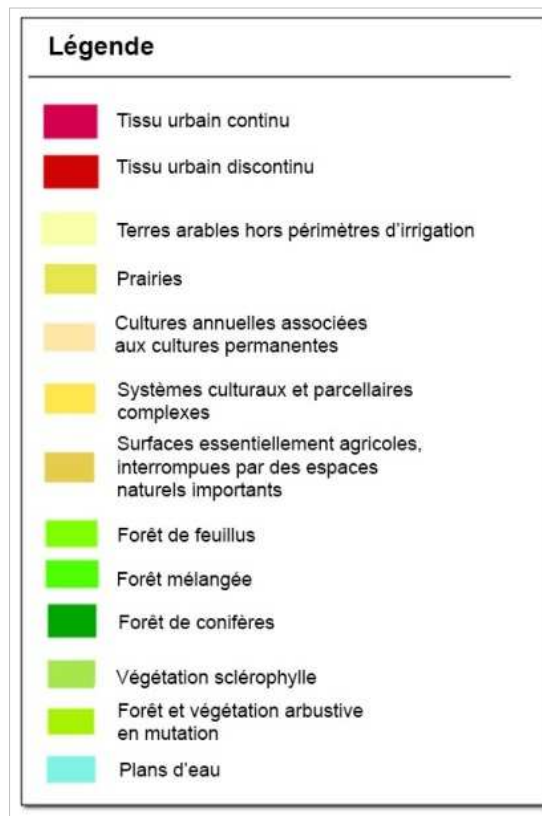 Légende
Tissu urbain continu
Tissu urbain discontinu
Terres arables hors périmètres d'irrigation
Prairies
Cultures annuelles associées
aux cultures permanentes
Systèmes culturaux et parcellaires
complexes
Surfaces essentiellement agricoles,
interrompues par des espaces
naturels importants
Forêt de feuillus
Forêt mélangée
Forêt de conifères
Végétation sclérophylle
Forêt et végétation arbustive
en mutation
Plans d'eau